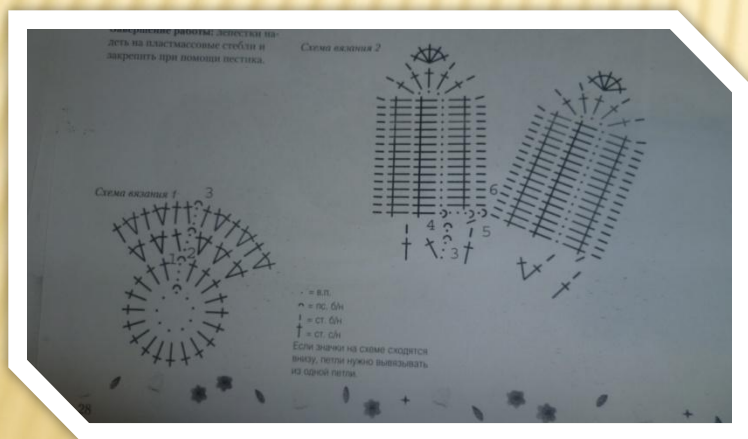 Завершение работы: лепестки на-
деть на пластмассовые стебли и
закрепить при помощи пестика.
Схема вязания 2
6
4
5
3
Схема вязания 1
3
2
1
. . = в.п.
= пс. б/н
= ст. б/н
= ст. с/н
Если значки на схеме сходятся
внизу, петли нужно вывязывать
из одной петли.
28